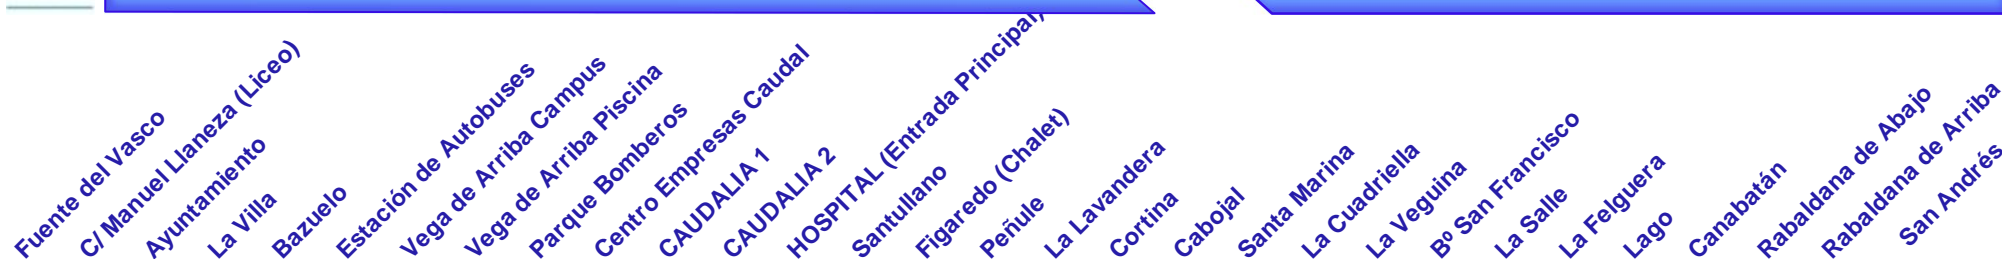 Fuente del Vasco
C/ Manuel Llaneza (Liceo)
Ayuntamiento
La Villa
Bazuelo
Estación de Autobuses
Vega de Arriba Campus
Vega de Arriba Piscina
Parque Bomberos
Centro Empresas Caudal
CAUDALIA 1
CAUDALIA 2
HOSPITAL (Entrada Principal)
Santullano
Figaredo (Chalet)
Peñule
La Lavandera
Cortina
Cabojal
Santa Marina
La Cuadriella
La Veguina
Bº San Francisco
La Salle
La Felguera
Lago
Canabatán
Rabaldana de Abajo
Rabaldana de Arriba
San Andrés